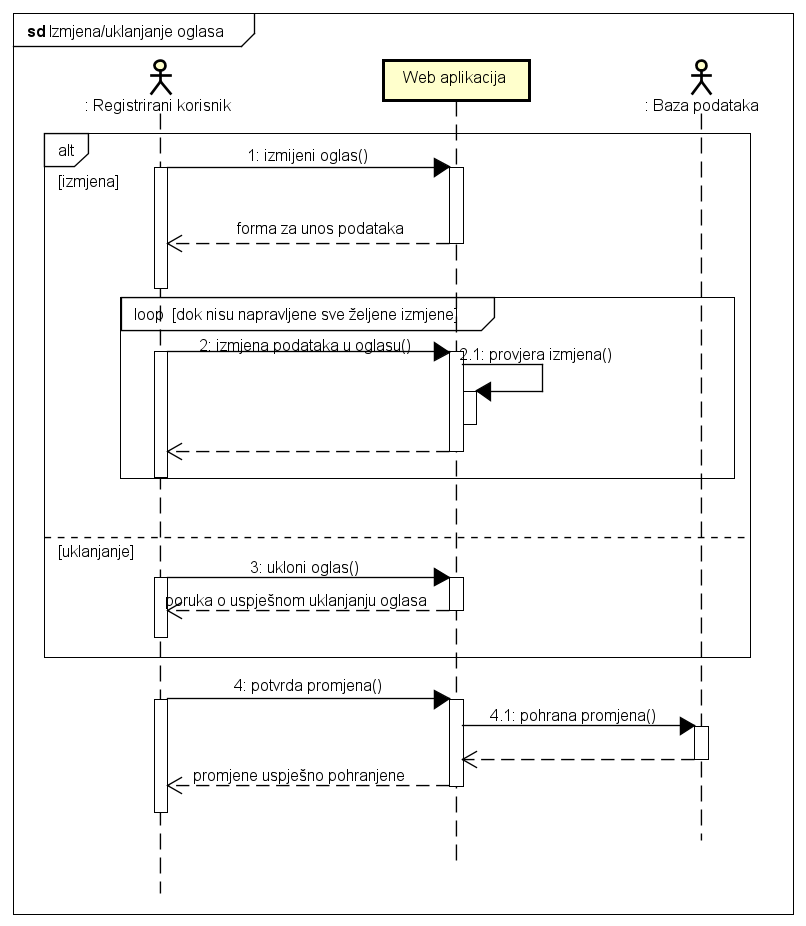 sd Izmjena/uklanjanje oglasa
: Registrirani korisnik
Web aplikacija
: Baza podataka
alt
[izmjena]
1: izmijeni oglas()
forma za unos podataka
loop [dok nisu napravljene sve željene izmjene]
2: izmjena podataka u oglasu()
2.1: provjera izmjena()
[uklanjanje]
3: ukloni oglas()
poruka o uspješnom uklanjanju oglasa
4: potvrda promjena()
4.1: pohrana promjena()
promjene uspješno pohranjene